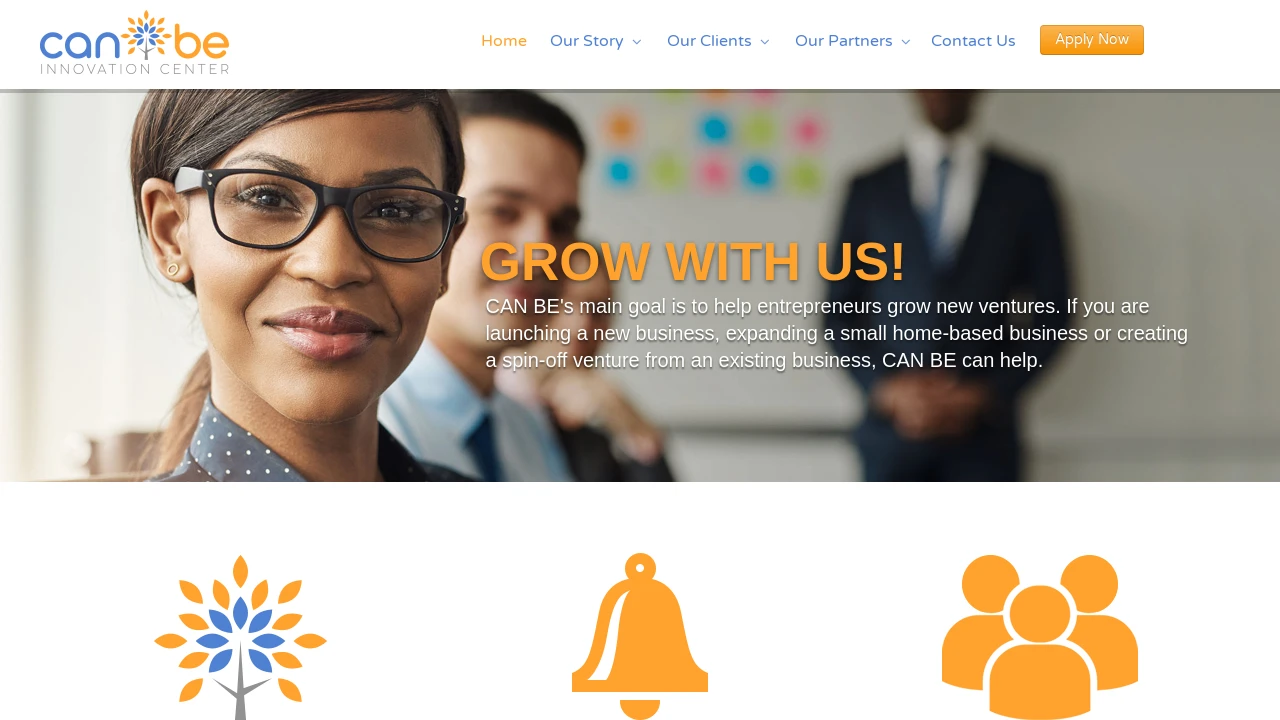 can be
INNOVATION CENTER
Home
Our Story
Our Clients
Our Partners
Contact Us
Apply Now
GROW WITH US!
CAN BE's main goal is to help entrepreneurs grow new ventures. If you are
launching a new business, expanding a small home-based business or creating
a spin-off venture from an existing business, CAN BE can help.